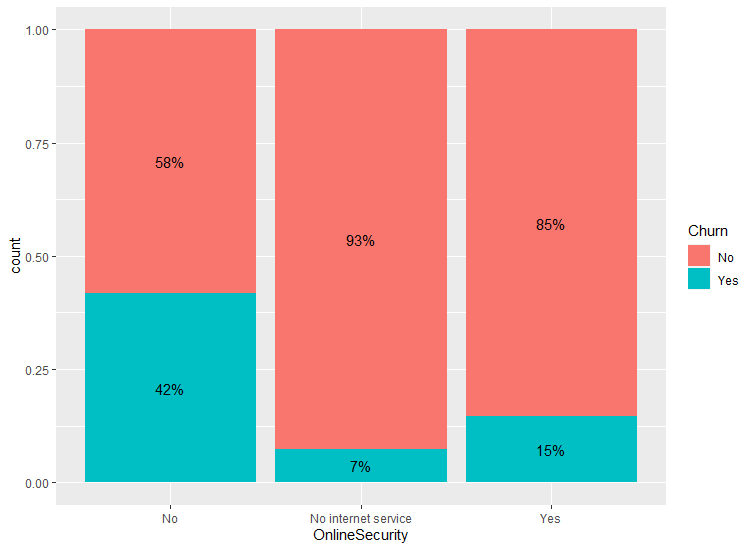 1.00
0.75
0.50
0.25
0.00
count
58%
42%
93%
7%
85%
15%
No
No internet service
Yes
OnlineSecurity
Churn
No
Yes